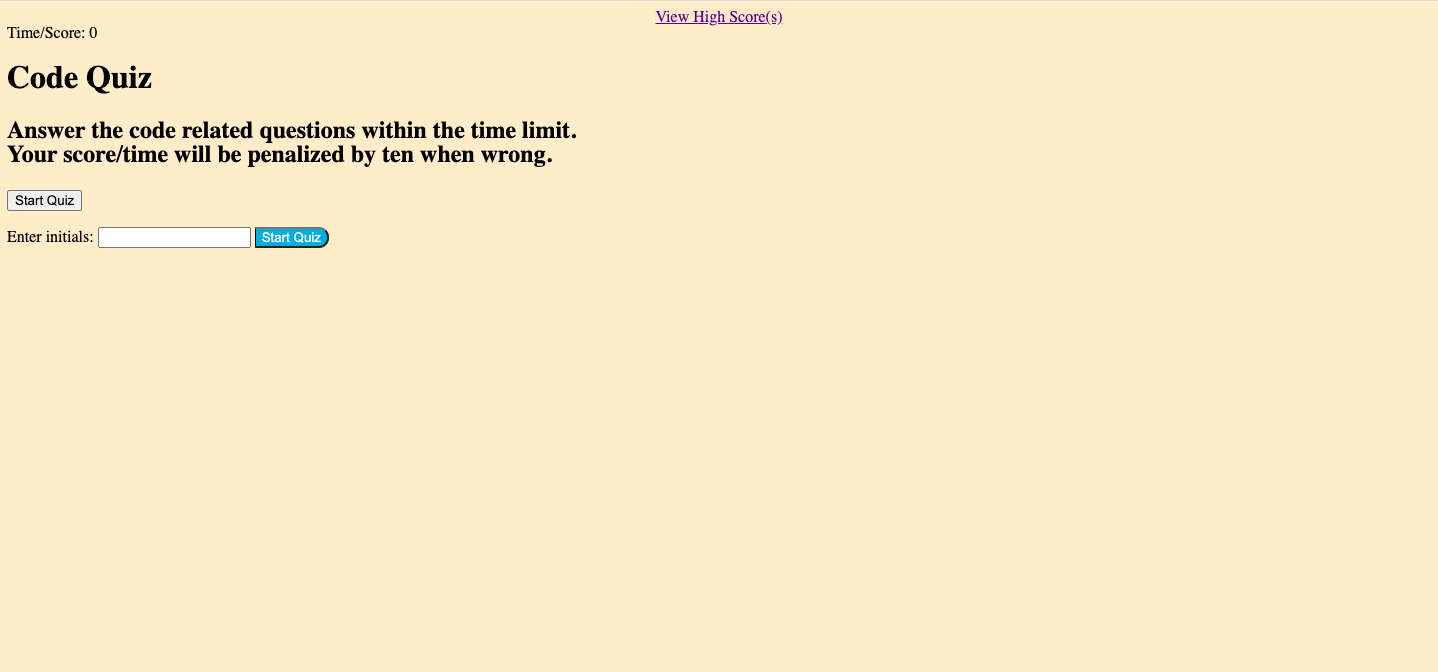 View High Score(s)
Time/Score: 0
Code Quiz
Answer the code related questions within the time limit.
Your score/time will be penalized by ten when wrong.
Start Quiz
Enter initials: Start Quiz